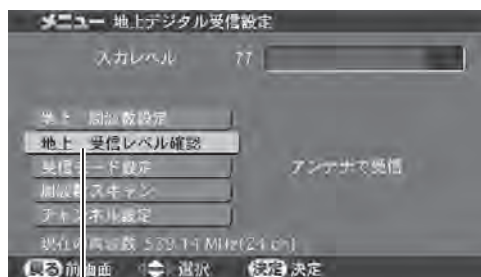 メニュー 地上デジタル受信設定
入力レベル 77
地上 周波数設定
地上 受信レベル確認
受信モード設定
周波数スキャン
チャンネル設定
アンテナで受信
現在の周波数 539.14 MHz(24 ch)
戻る 前画面 選択 決定 決定